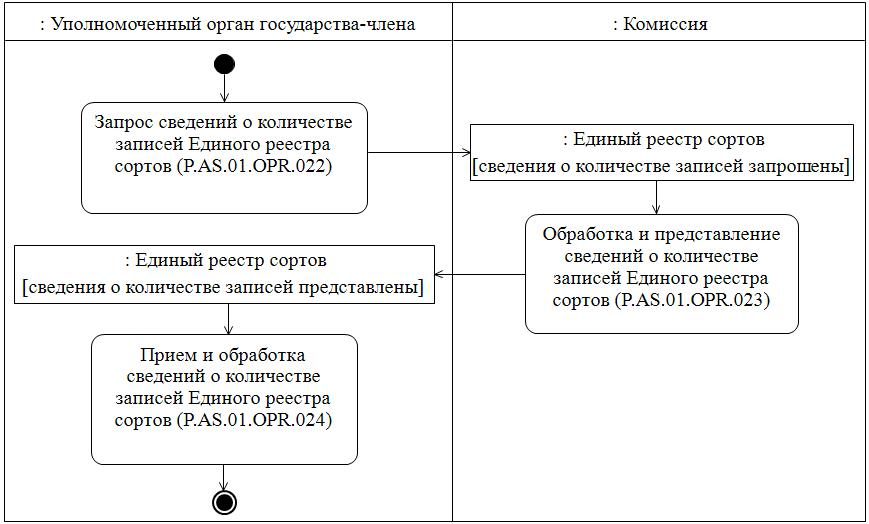 : Уполномоченный орган государства-члена
: Комиссия
Запрос сведений о количестве
записей Единого реестра
сортов (P.AS.01.OPR.022)
: Единый реестр сортов
[сведения о количестве записей запрошены]
Обработка и представление
сведений о количестве
записей Единого реестра
сортов (P.AS.01.OPR.023)
: Единый реестр сортов
[сведения о количестве записей представлены]
Прием и обработка
сведений о количестве
записей Единого реестра
сортов (P.AS.01.OPR.024)